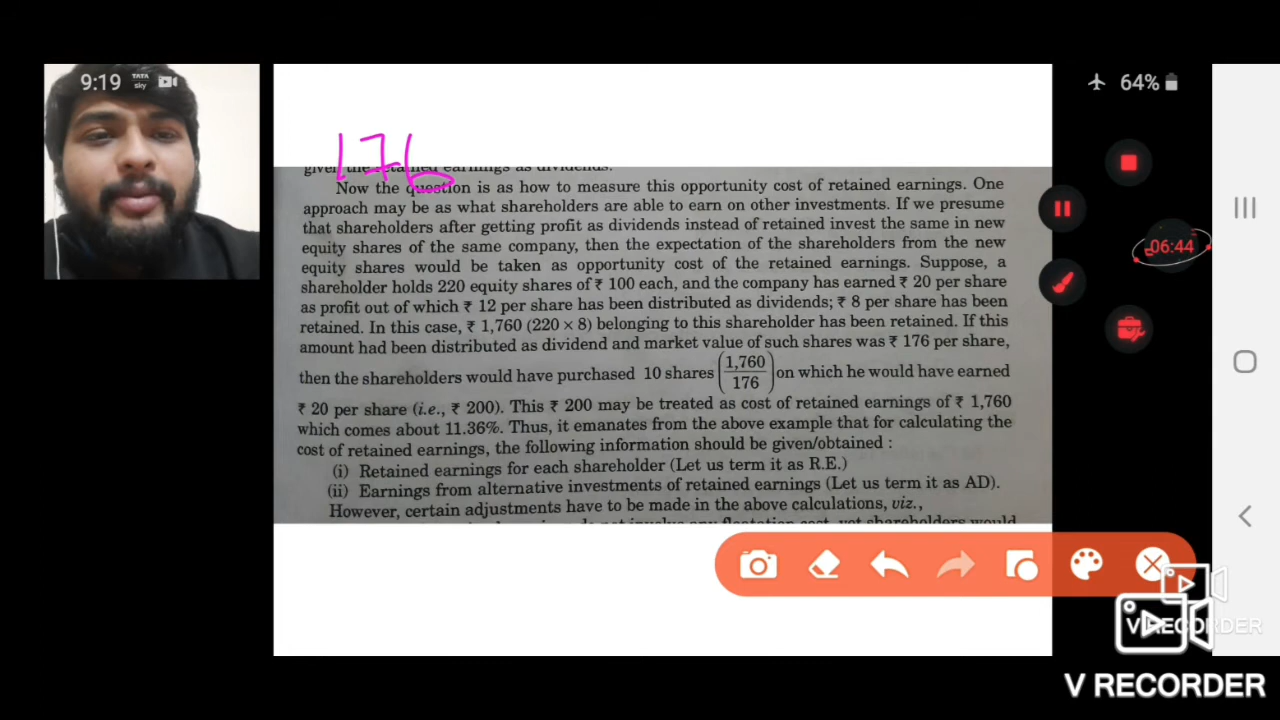 9:19 TATA sky
64%
176
given the retained earnings as dividends.
Now the question is as how to measure this opportunity cost of retained earnings. One
approach may be as what shareholders are able to earn on other investments. If we presume
that shareholders after getting profit as dividends instead of retained invest the same in new
equity shares of the same company, then the expectation of the shareholders from the new
equity shares would be taken as opportunity cost of the retained earnings. Suppose, a
shareholder holds 220 equity shares of ₹ 100 each, and the company has earned ₹ 20 per share
as profit out of which ₹ 12 per share has been distributed as dividends; ₹ 8 per share has been
retained. In this case, ₹ 1,760 (220 × 8) belonging to this shareholder has been retained. If this
amount had been distributed as dividend and market value of such shares was ₹ 176 per share,
then the shareholders would have purchased 10 shares (1,760/176) on which he would have earned
₹ 20 per share (i.e., ₹ 200). This ₹ 200 may be treated as cost of retained earnings of ₹ 1,760
which comes about 11.36%. Thus, it emanates from the above example that for calculating the
cost of retained earnings, the following information should be given/obtained :
(i) Retained earnings for each shareholder (Let us term it as R.E.)
(ii) Earnings from alternative investments of retained earnings (Let us term it as AD).
However, certain adjustments have to be made in the above calculations, viz.,
06:44
V RECORDER
V RECORDER